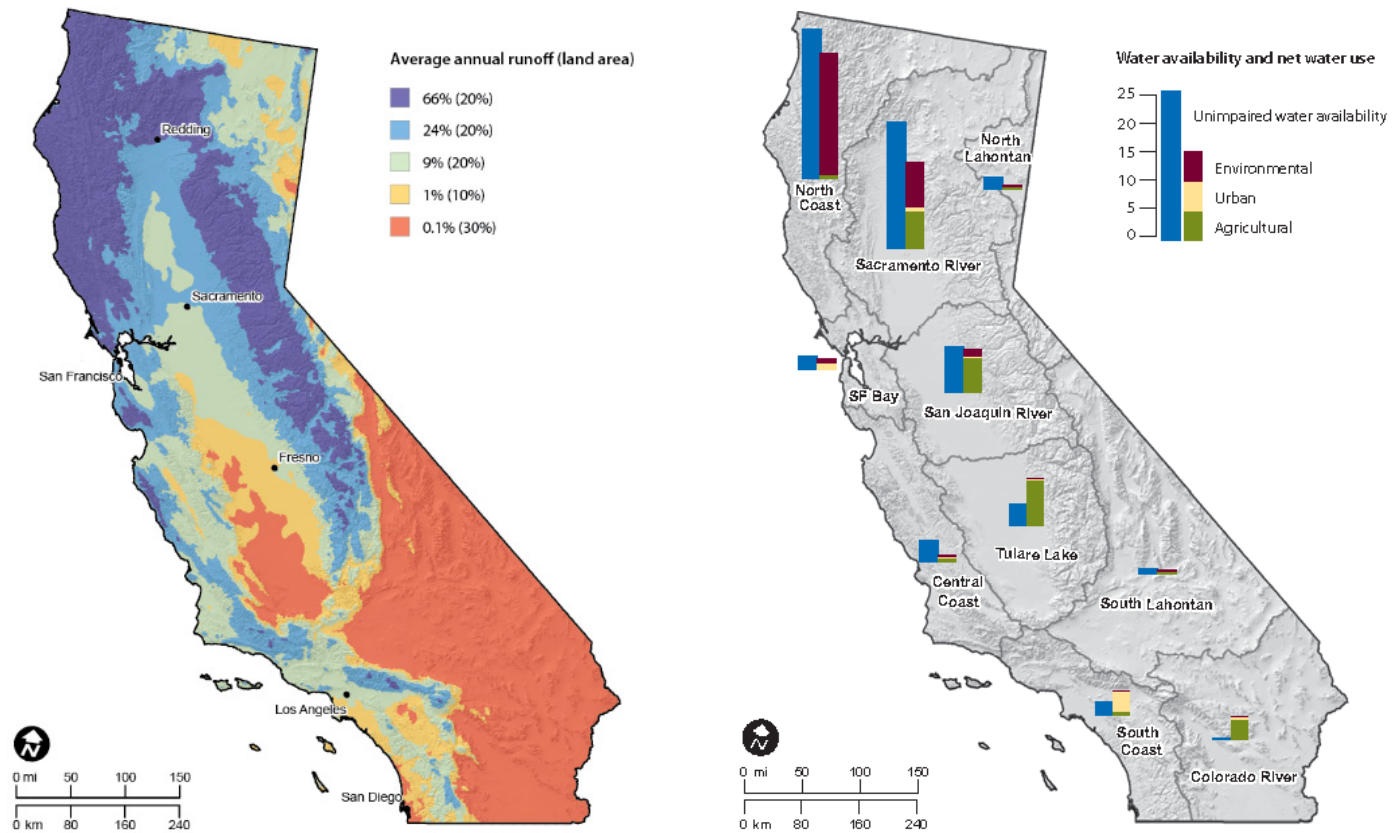 Average annual runoff (land area)
66% (20%)
24% (20%)
9% (20%)
1% (10%)
0.1% (30%)
Redding
Sacramento
San Francisco
Fresno
Los Angeles
San Diego
N
0 mi 50 100 150
0 km 80 160 240
Water availability and net water use
25
20
15
10
5
0
Unimpaired water availability
Environmental
Urban
Agricultural
North
Coast
North
Lahontan
Sacramento River
SF Bay
San Joaquin River
Tulare Lake
Central
Coast
South Lahontan
South
Coast
Colorado River
N
0 mi 50 100 150
0 km 80 160 240